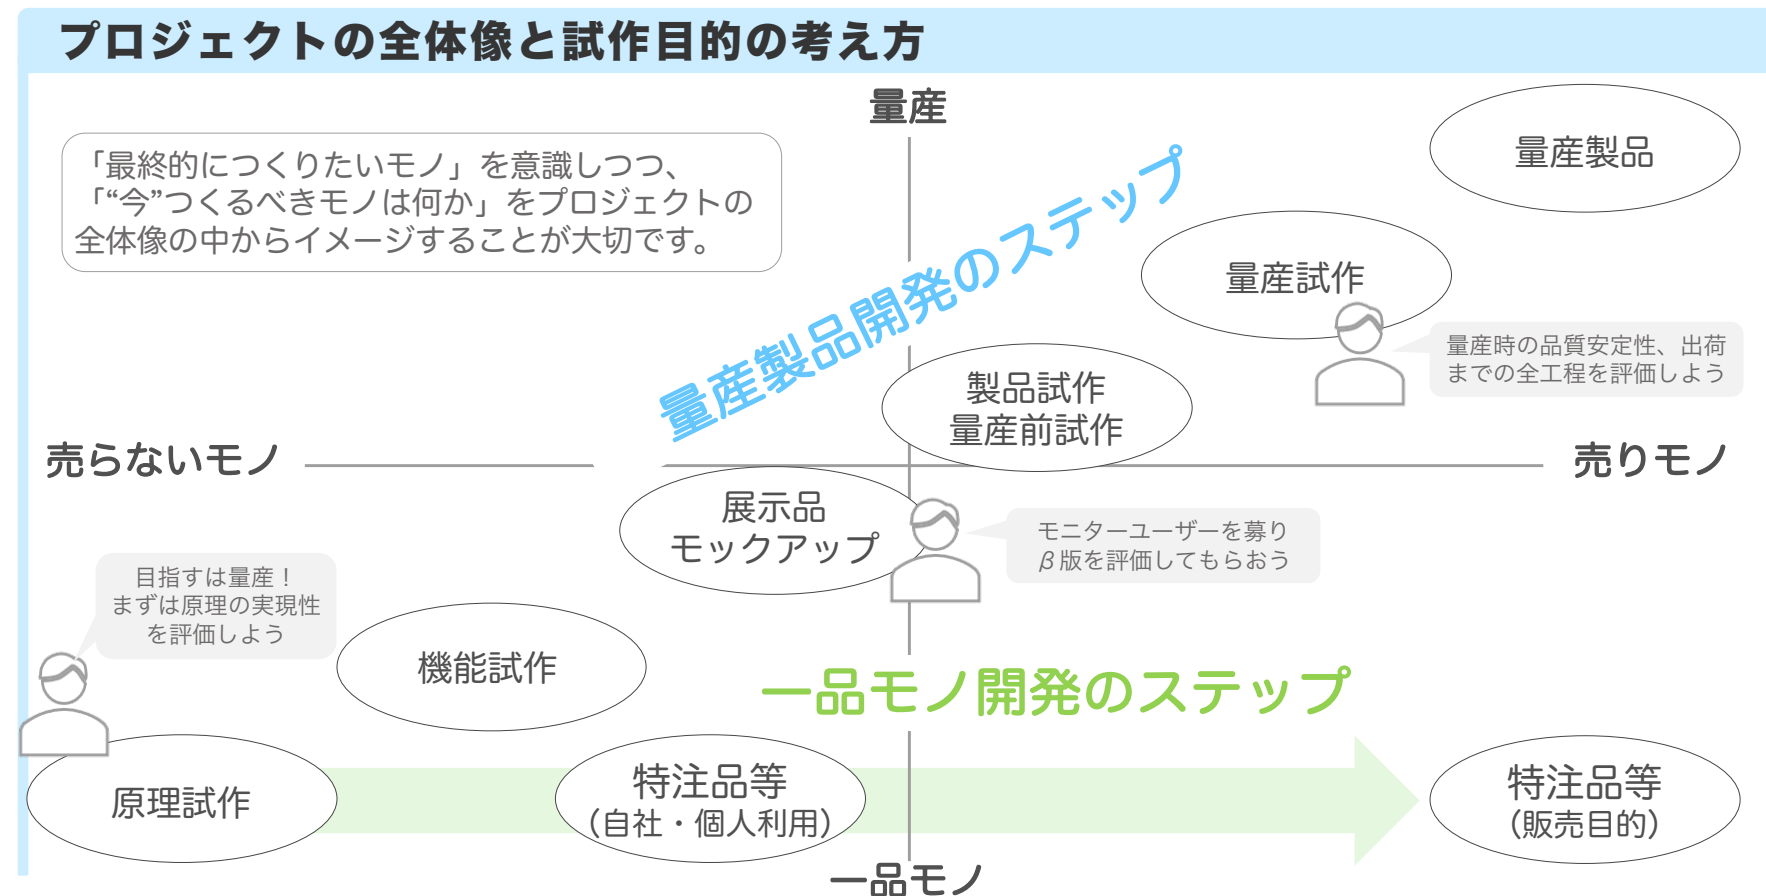 プロジェクトの全体像と試作目的の考え方
量産
「最終的につくりたいモノ」を意識しつつ、
「“今”つくるべきモノは何か」をプロジェクトの
全体像の中からイメージすることが大切です。
量産製品
量産製品開発のステップ
量産試作
量産時の品質安定性、出荷
までの全工程を評価しよう
製品試作
量産前試作
売らないモノ
売りモノ
展示品
モックアップ
モニターユーザーを募り
β版を評価してもらおう
目指すは量産！
まずは原理の実現性
を評価しよう
機能試作
一品モノ開発のステップ
原理試作
特注品等
（自社・個人利用）
特注品等
（販売目的）
一品モノ